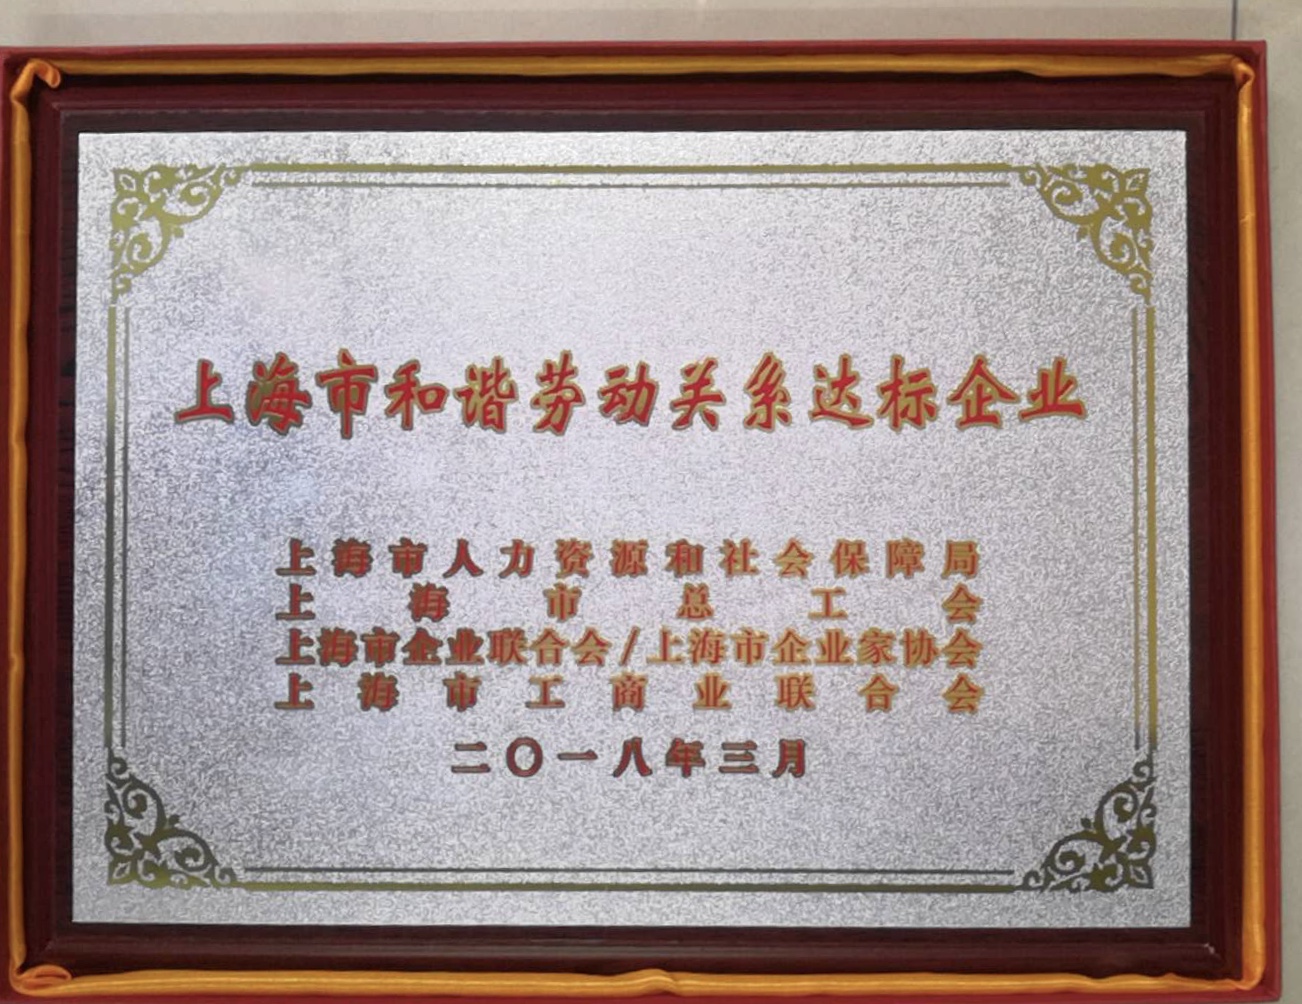 上海市和谐劳动关系达标企业
上海市人力资源和社会保障局
上海市总工会
上海市企业联合会/上海市企业家协会
上海市工商业联合会
二〇一八年三月